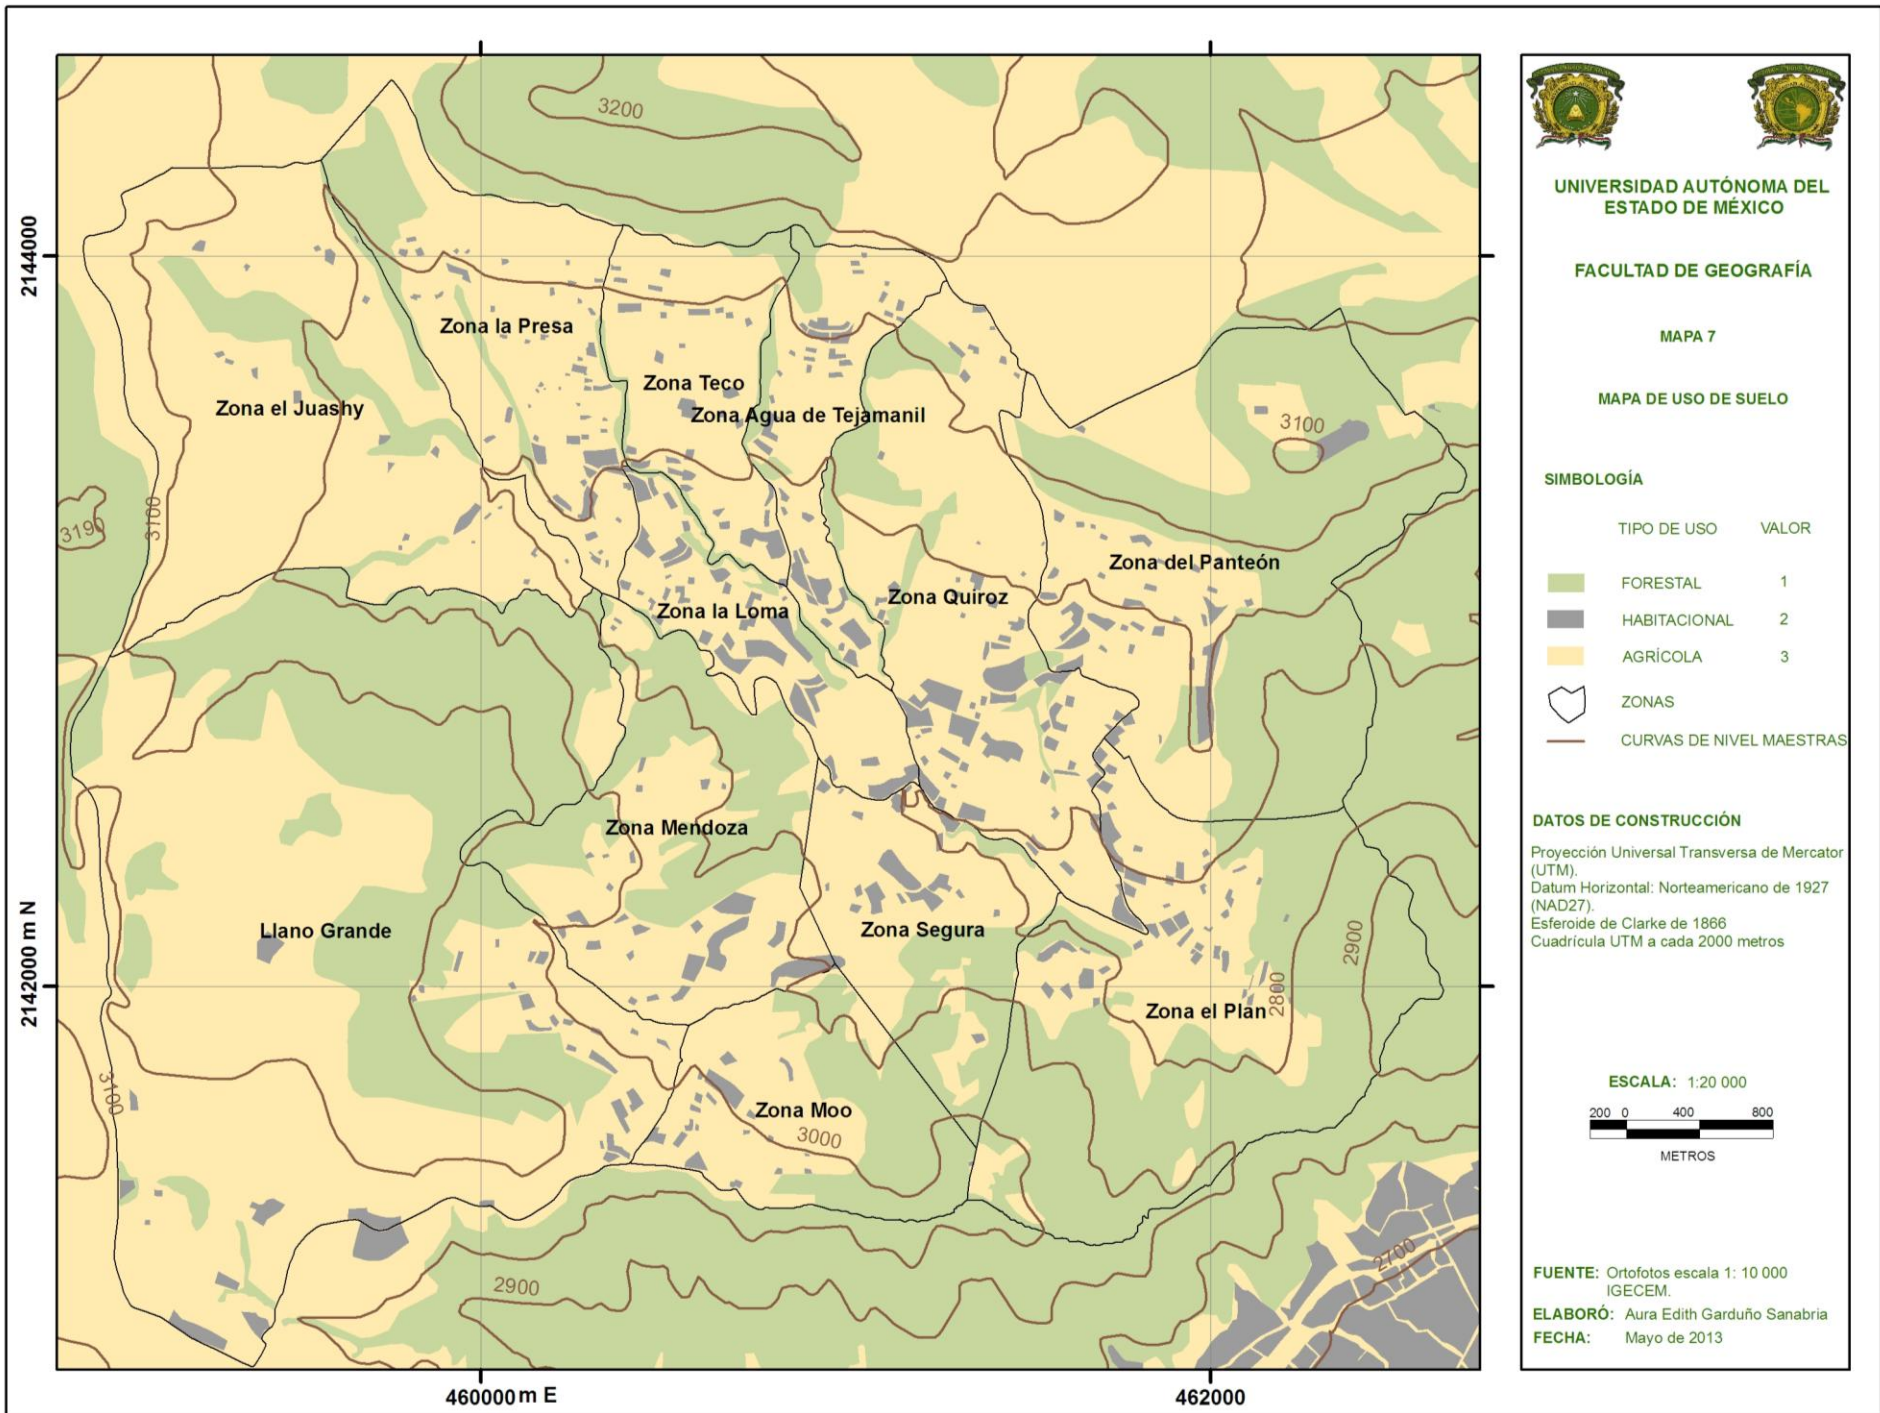 3200
2144000
Zona la Presa
Zona Teco
Zona el Juashy
Zona Agua de Tejamanil
3100
3190
3100
Zona del Panteón
Zona la Loma
Zona Quiroz
Zona Mendoza
Llano Grande
Zona Segura
2900
2800
2142000 m N
Zona el Plan
3100
Zona Moo
3000
2900
2700
460000 m E
462000
UNIVERSIDAD AUTÓNOMA DEL
ESTADO DE MÉXICO
FACULTAD DE GEOGRAFÍA
MAPA 7
MAPA DE USO DE SUELO
SIMBOLOGÍA
TIPO DE USO VALOR
FORESTAL 1
HABITACIONAL 2
AGRÍCOLA 3
ZONAS
CURVAS DE NIVEL MAESTRAS
DATOS DE CONSTRUCCIÓN
Proyección Universal Transversa de Mercator
(UTM).
Datum Horizontal: Norteamericano de 1927
(NAD27).
Esferoide de Clarke de 1866
Cuadrícula UTM a cada 2000 metros
ESCALA: 1:20 000
200 0 400 800
METROS
FUENTE: Ortofotos escala 1: 10 000
IGECEM.
ELABORÓ: Aura Edith Garduño Sanabria
FECHA: Mayo de 2013